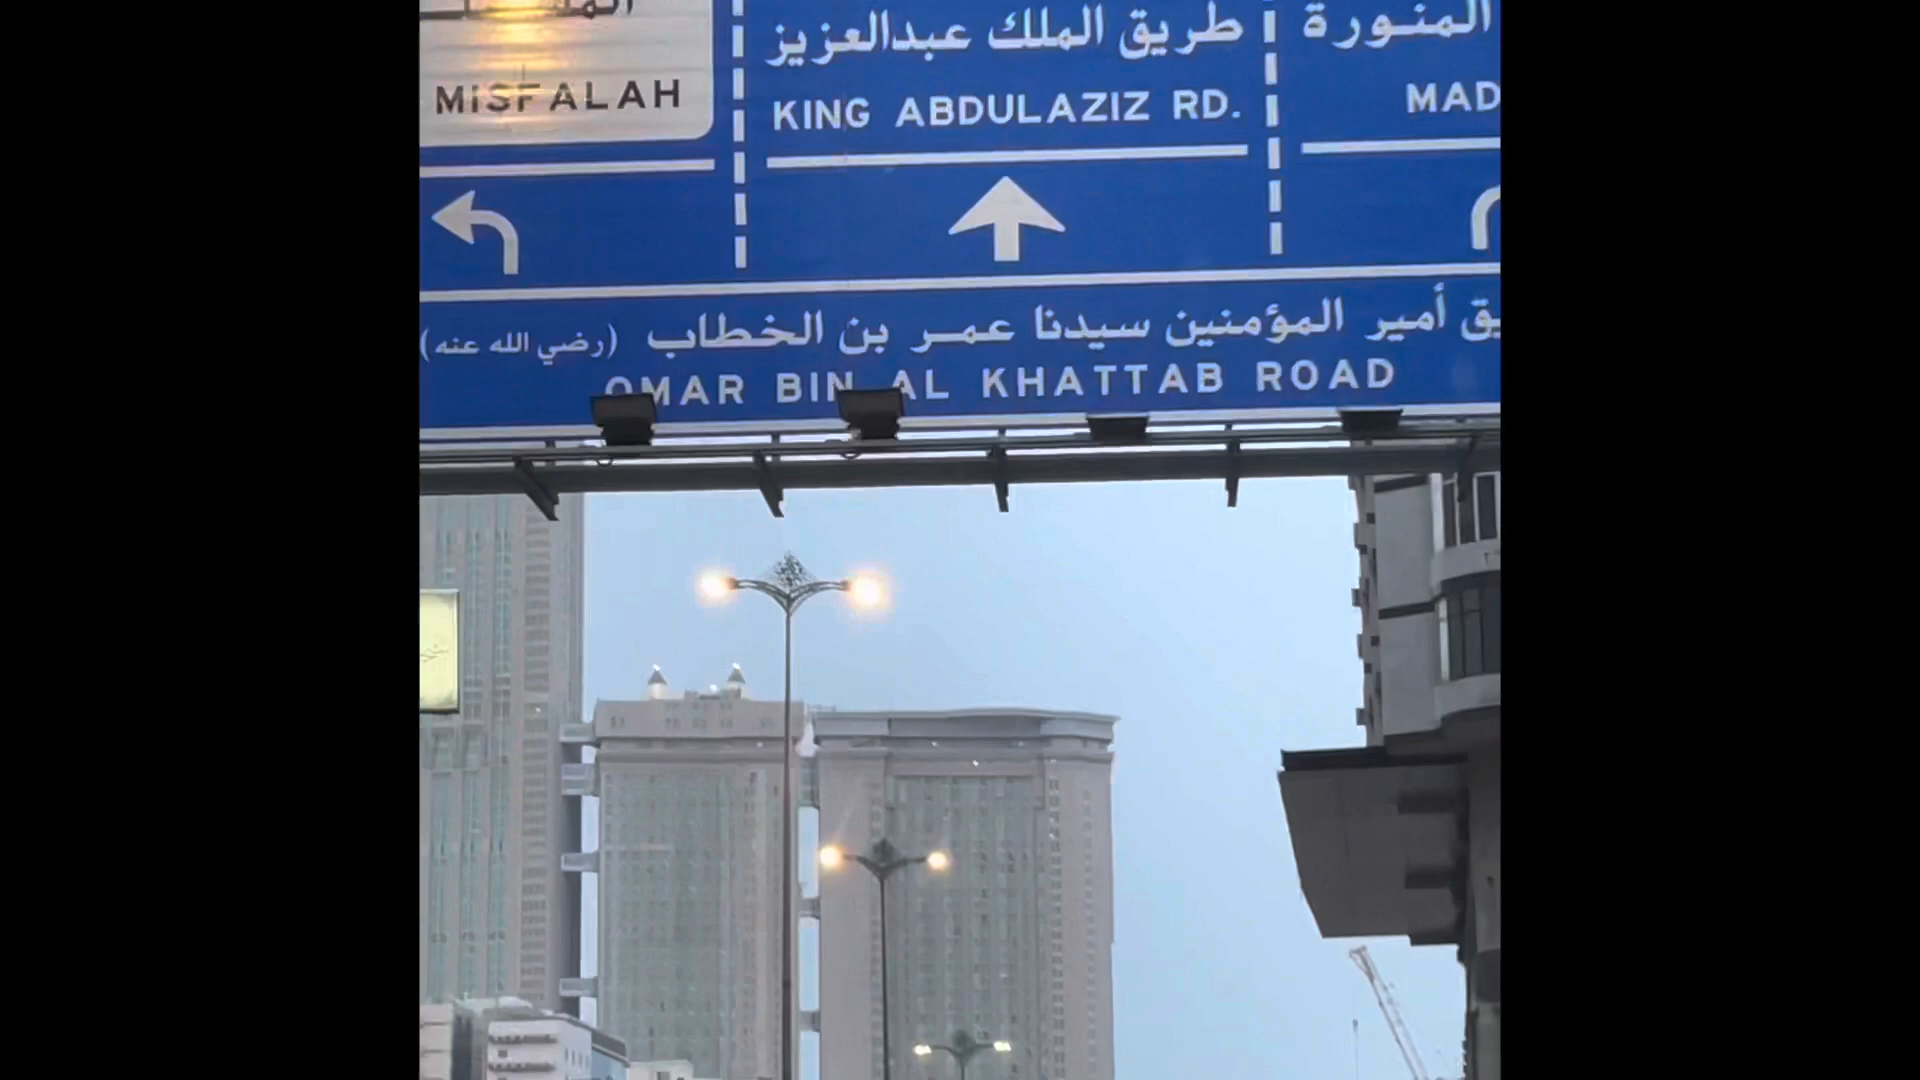 MISFALAH
طريق الملك عبدالعزيز
KING ABDULAZIZ RD.
المنورة
MAD
يق أمير المؤمنين سيدنا عمر بن الخطاب (رضي الله عنه)
OMAR BIN AL KHATTAB ROAD